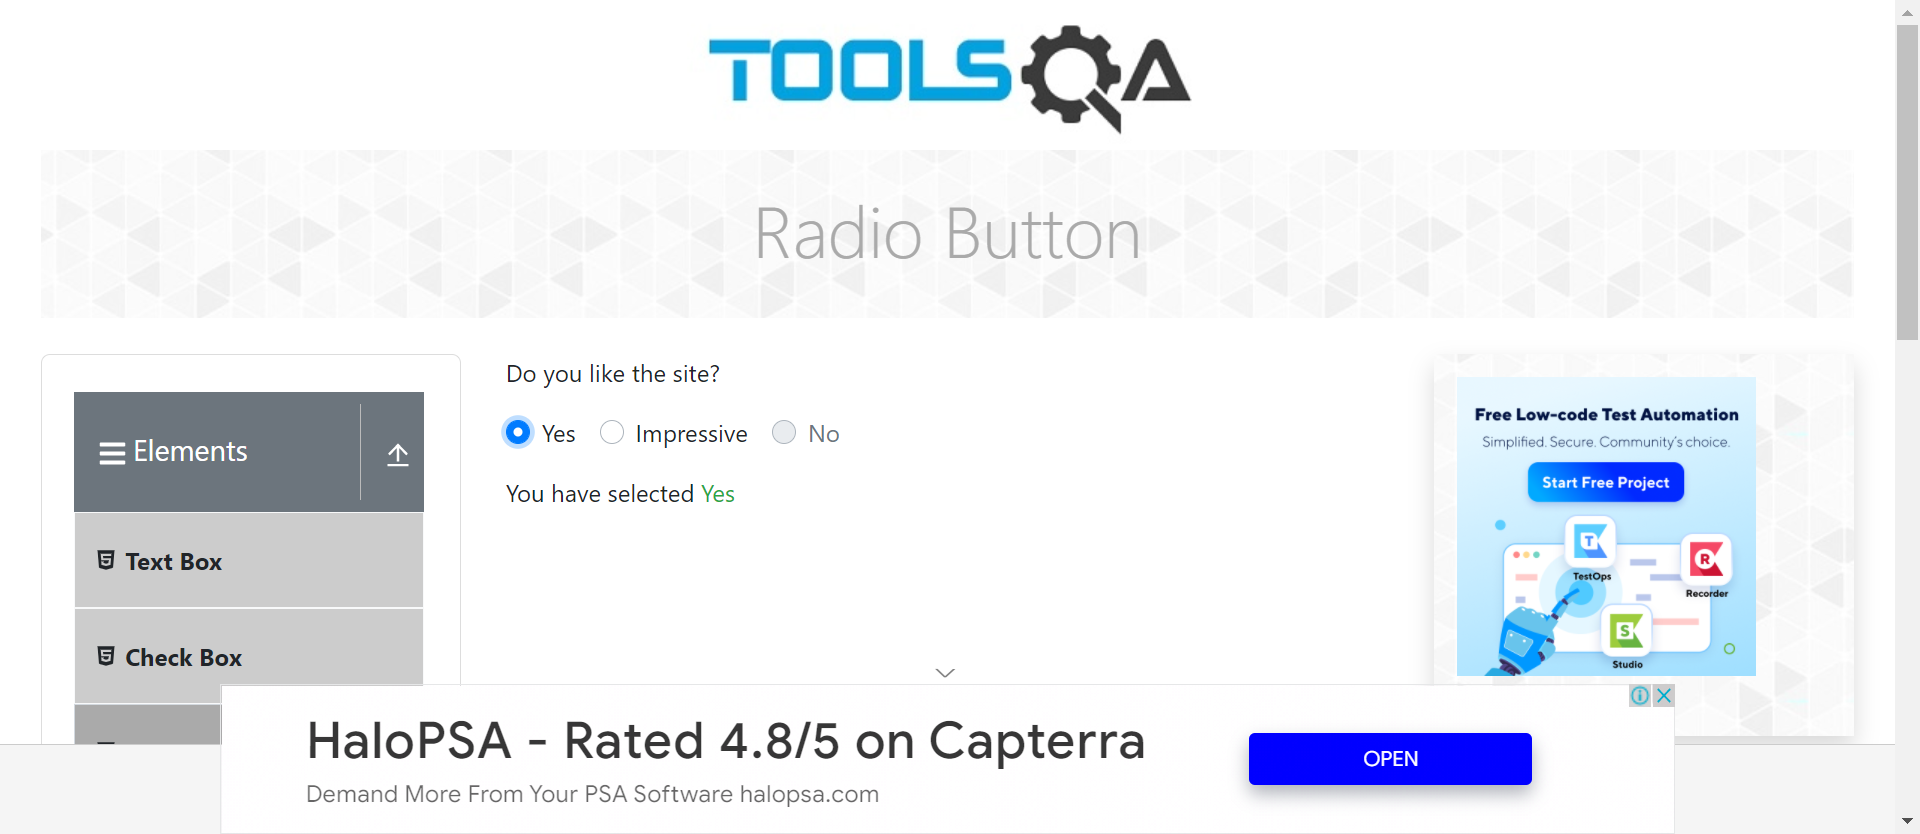 TOOLSQA
Radio Button
Elements
Text Box
Check Box
Do you like the site?
Yes Impressive No
You have selected Yes
Free Low-code Test Automation
Simplified. Secure. Community's choice.
Start Free Project
TestOps
Recorder
Studio
HaloPSA - Rated 4.8/5 on Capterra
Demand More From Your PSA Software halopsa.com
OPEN